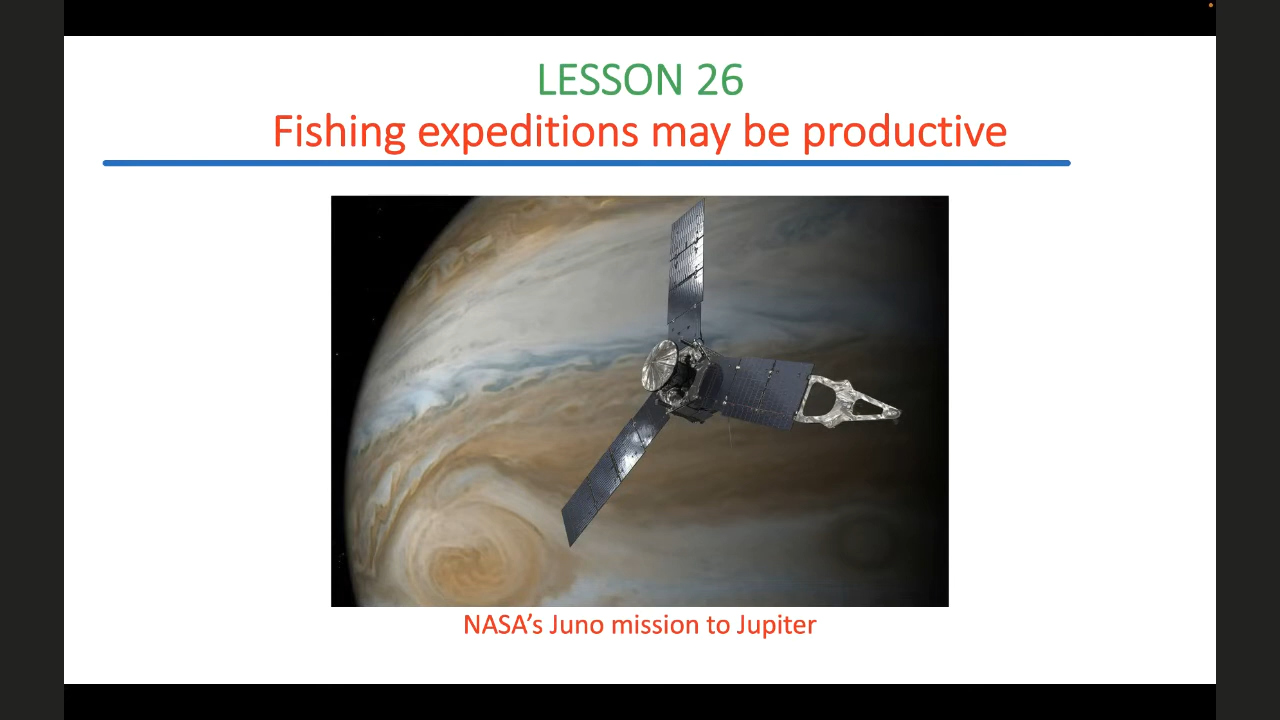 LESSON 26
Fishing expeditions may be productive
NASA’s Juno mission to Jupiter